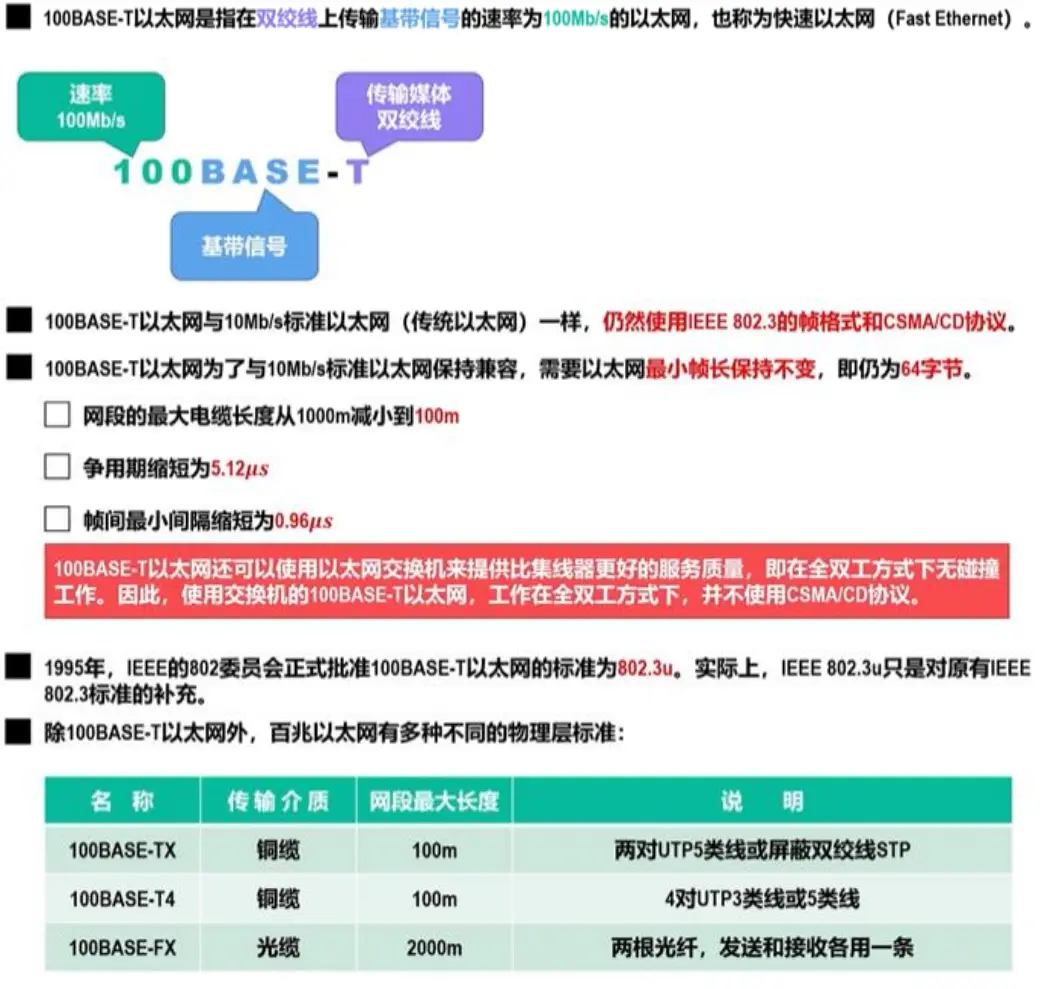 100BASE-T以太网是指在双绞线上传输基带信号的速率为100Mb/s的以太网，也称为快速以太网（Fast Ethernet）。
速率
100Mb/s
传输媒体
双绞线
100BASE-T
基带信号
100BASE-T以太网与10Mb/s标准以太网（传统以太网）一样，仍然使用IEEE 802.3的帧格式和CSMA/CD协议。
100BASE-T以太网为了与10Mb/s标准以太网保持兼容，需要以太网最小帧长保持不变，即仍为64字节。
网段的最大电缆长度从1000m减小到100m
争用期缩短为5.12μs
帧间最小间隔缩短为0.96μs
100BASE-T以太网还可以使用以太网交换机来提供比集线器更好的服务质量，即在全双工方式下无碰撞
工作。因此，使用交换机的100BASE-T以太网，工作在全双工方式下，并不使用CSMA/CD协议。
1995年，IEEE的802委员会正式批准100BASE-T以太网的标准为802.3u。实际上，IEEE 802.3u只是对原有IEEE
802.3标准的补充。
除100BASE-T以太网外，百兆以太网有多种不同的物理层标准：
名 称 传输介质 网段最大长度 说 明
100BASE-TX 铜缆 100m 两对UTP5类线或屏蔽双绞线STP
100BASE-T4 铜缆 100m 4对UTP3类线或5类线
100BASE-FX 光缆 2000m 两根光纤，发送和接收各用一条